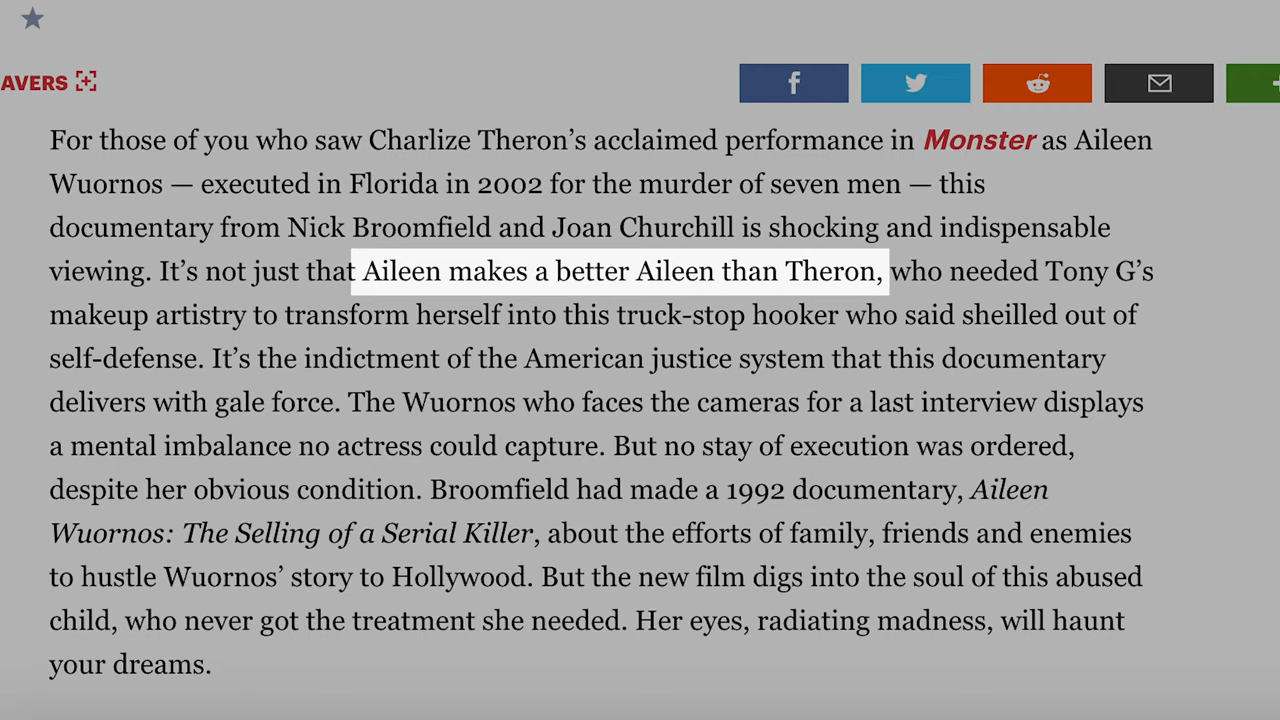 AVERS
For those of you who saw Charlize Theron’s acclaimed performance in Monster as Aileen
Wuornos — executed in Florida in 2002 for the murder of seven men — this
documentary from Nick Broomfield and Joan Churchill is shocking and indispensable
viewing. It’s not just that Aileen makes a better Aileen than Theron, who needed Tony G’s
makeup artistry to transform herself into this truck-stop hooker who said sheilled out of
self-defense. It’s the indictment of the American justice system that this documentary
delivers with gale force. The Wuornos who faces the cameras for a last interview displays
a mental imbalance no actress could capture. But no stay of execution was ordered,
despite her obvious condition. Broomfield had made a 1992 documentary, Aileen
Wuornos: The Selling of a Serial Killer, about the efforts of family, friends and enemies
to hustle Wuornos’ story to Hollywood. But the new film digs into the soul of this abused
child, who never got the treatment she needed. Her eyes, radiating madness, will haunt
your dreams.